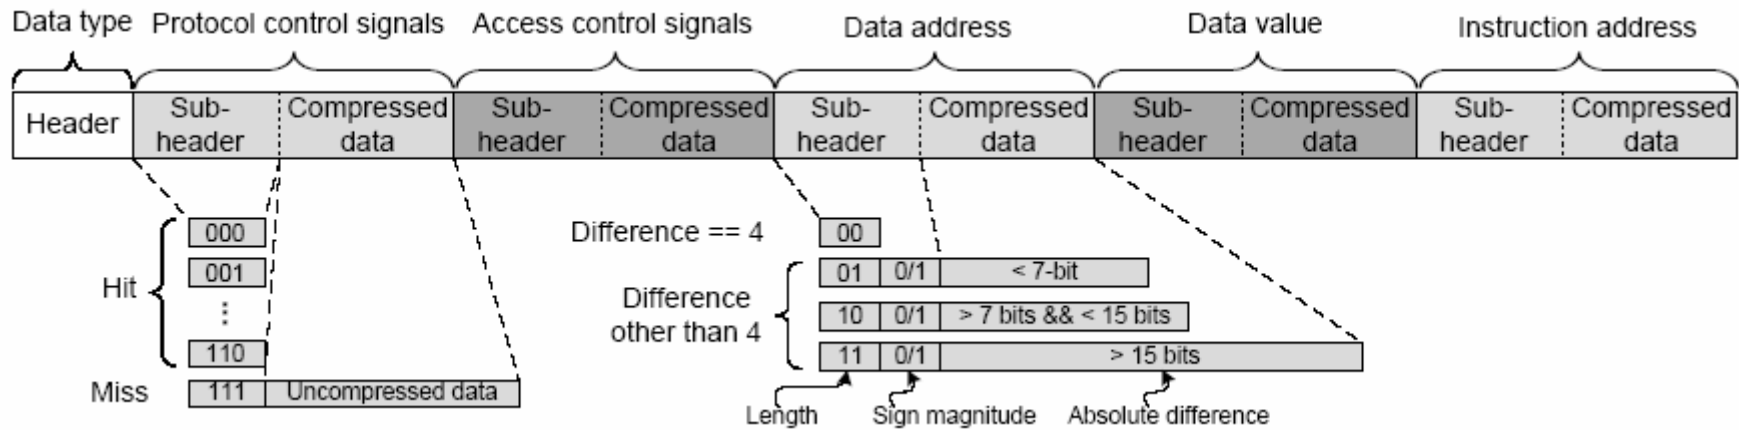 Data type Protocol control signals Access control signals Data address Data value Instruction address
Header Sub-header Compressed data Sub-header Compressed data Sub-header Compressed data Sub-header Compressed data Sub-header Compressed data
Hit
000
001
⋮
110
Miss 111 Uncompressed data
Difference == 4 00
Difference other than 4
01 0/1 < 7-bit
10 0/1 > 7 bits && < 15 bits
11 0/1 > 15 bits
Length Sign magnitude Absolute difference